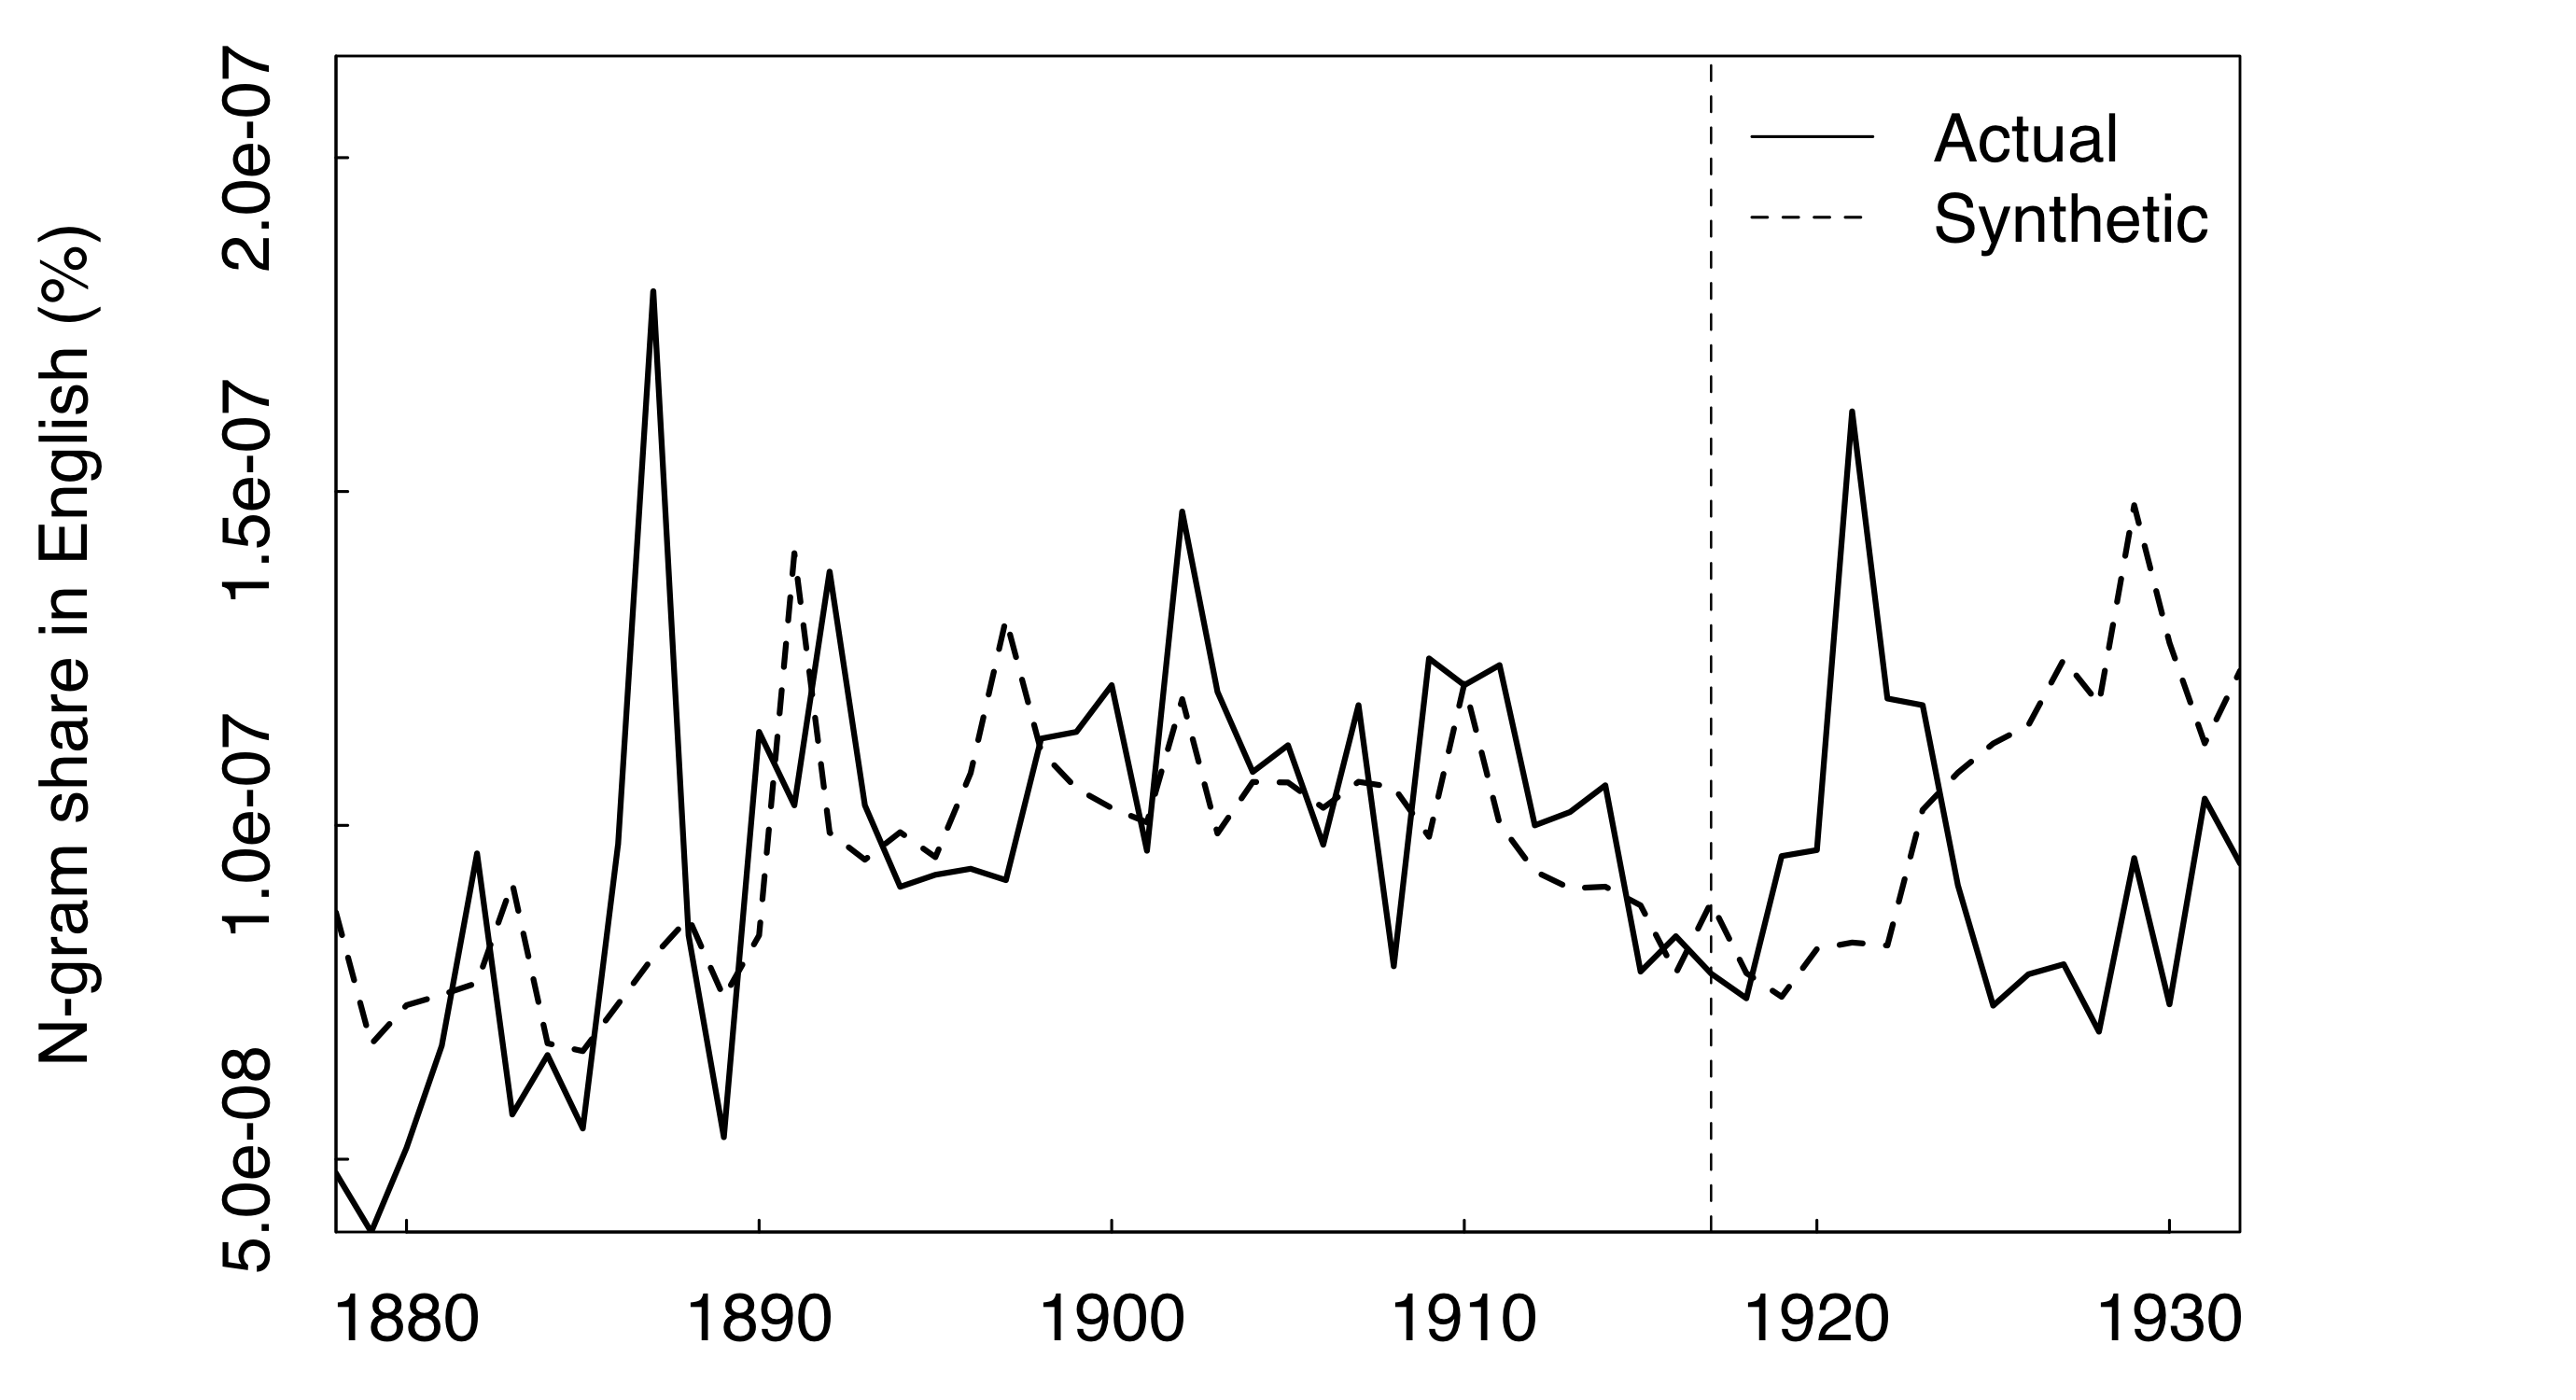 N-gram share in English (%)
2.0e-07
1.5e-07
1.0e-07
5.0e-08
Actual
Synthetic
1880 1890 1900 1910 1920 1930